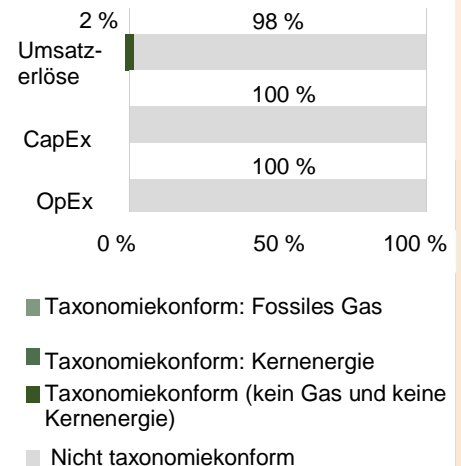 2 % 98 %
Umsatz-
erlöse
100 %
CapEx
100 %
OpEx
0 % 50 % 100 %
Taxonomiekonform: Fossiles Gas
Taxonomiekonform: Kernenergie
Taxonomiekonform (kein Gas und keine
Kernenergie)
Nicht taxonomiekonform